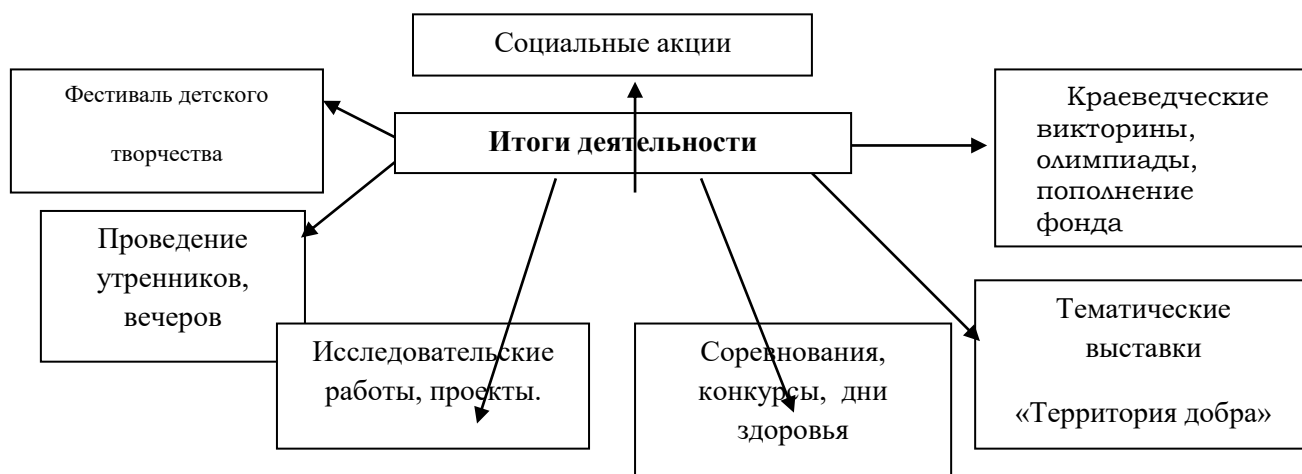 Социальные акции
Фестиваль детского
творчества
Итоги деятельности
Краеведческие
викторины,
олимпиады,
пополнение
фонда
Проведение
утренников,
вечеров
Исследовательские
работы, проекты.
Соревнования,
конкурсы, дни
здоровья
Тематические
выставки
«Территория добра»